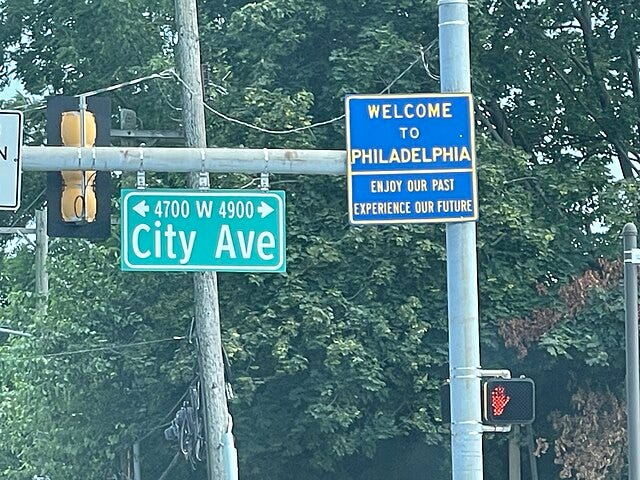 N
← 4700 W 4900 →
City Ave
WELCOME
TO
PHILADELPHIA
ENJOY OUR PAST
EXPERIENCE OUR FUTURE